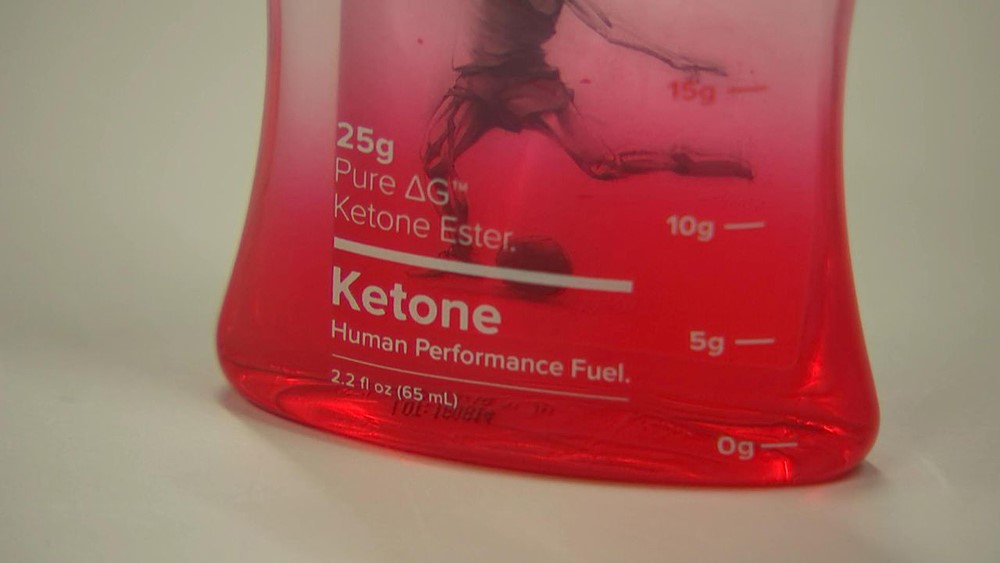 25g
Pure ΔG™
Ketone Ester.
Ketone
Human Performance Fuel.
2.2 fl oz (65 mL)
15g
10g
5g
0g